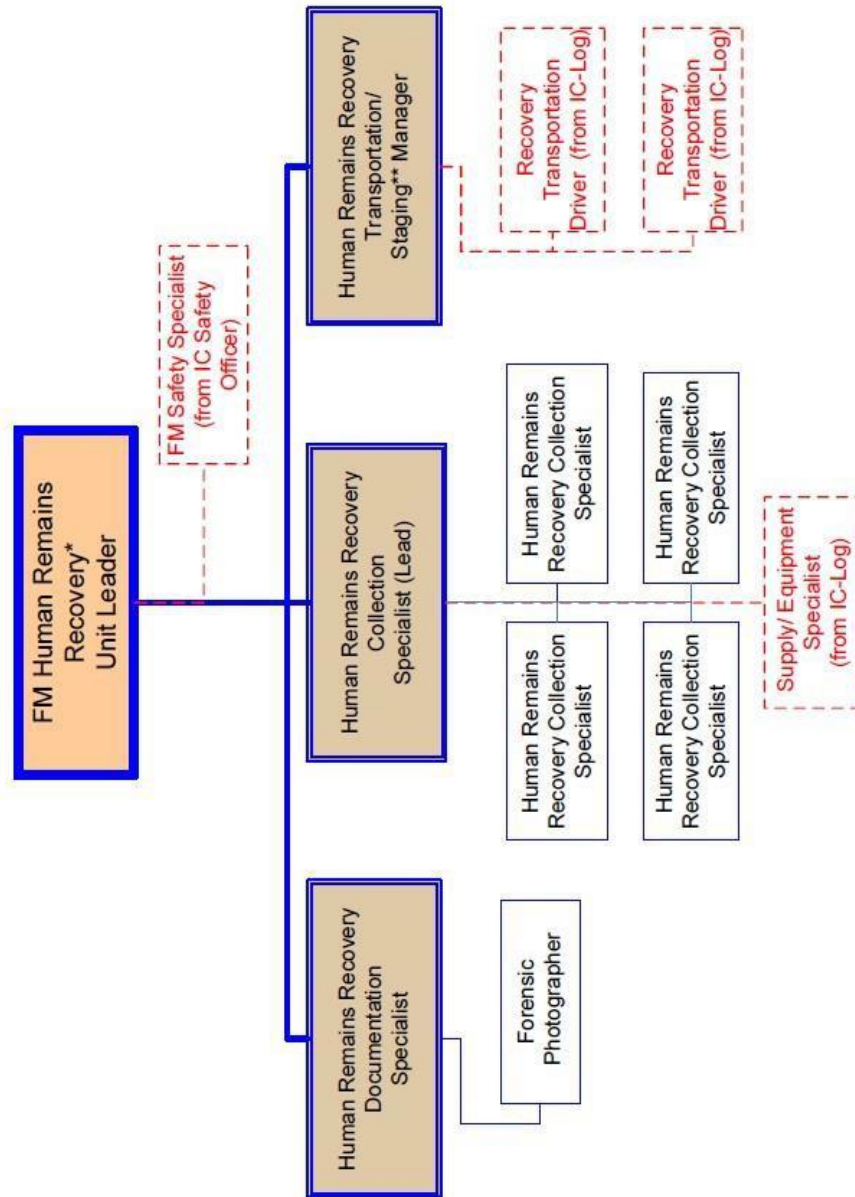 FM Human Remains
Recovery*
Unit Leader
FM Safety Specialist
(from IC Safety
Officer)
Human Remains Recovery
Documentation
Specialist
Human Remains Recovery
Collection
Specialist (Lead)
Human Remains Recovery
Transportation/
Staging** Manager
Forensic
Photographer
Human Remains
Recovery Collection
Specialist
Human Remains
Recovery Collection
Specialist
Recovery
Transportation
Driver (from IC-Log)
Human Remains
Recovery Collection
Specialist
Human Remains
Recovery Collection
Specialist
Recovery
Transportation
Driver (from IC-Log)
Supply/ Equipment
Specialist
(from IC-Log)